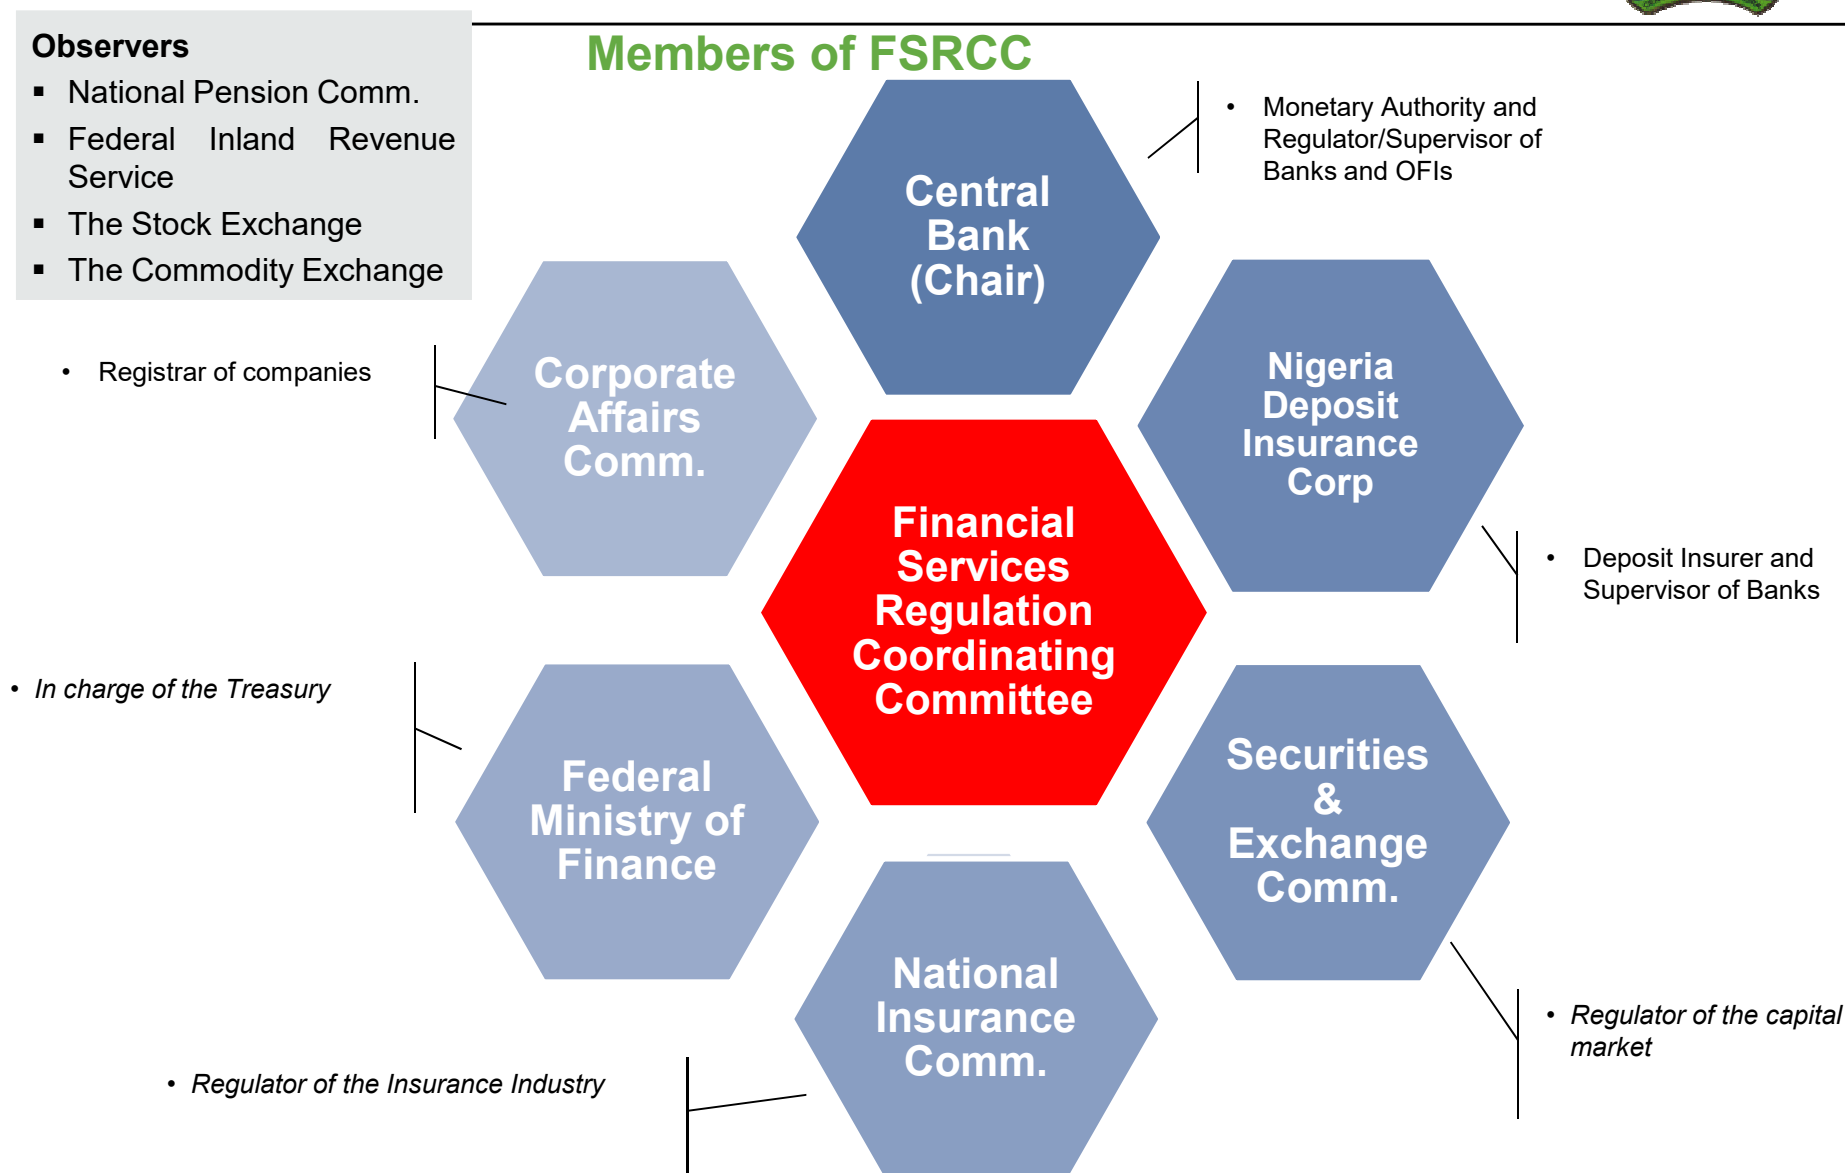 Observers
▪ National Pension Comm.
▪ Federal Inland Revenue
Service
▪ The Stock Exchange
▪ The Commodity Exchange
Members of FSRCC
Central
Bank
(Chair)
• Monetary Authority and
Regulator/Supervisor of
Banks and OFIs
Nigeria
Deposit
Insurance
Corp
• Deposit Insurer and
Supervisor of Banks
Securities
&
Exchange
Comm.
• Regulator of the capital
market
National
Insurance
Comm.
• Regulator of the Insurance Industry
Federal
Ministry of
Finance
• In charge of the Treasury
Corporate
Affairs
Comm.
• Registrar of companies
Financial
Services
Regulation
Coordinating
Committee